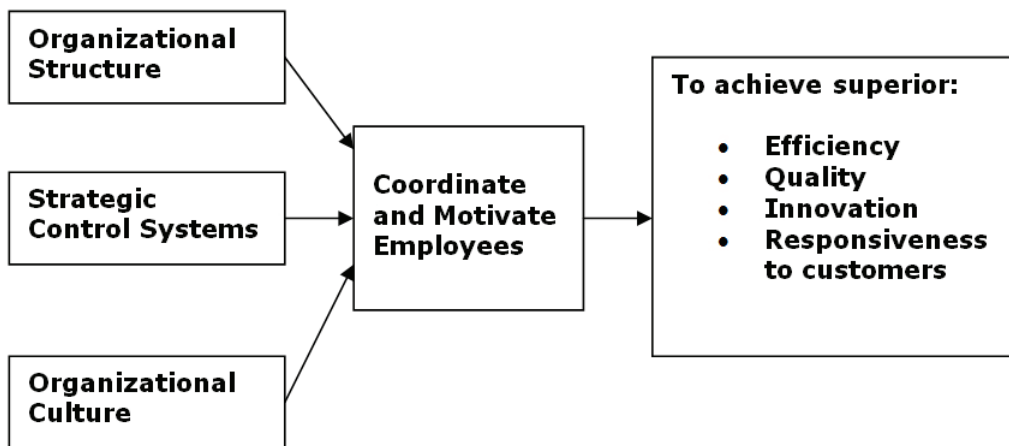 Organizational
Structure
Strategic
Control Systems
Organizational
Culture
Coordinate
and Motivate
Employees
To achieve superior:
• Efficiency
• Quality
• Innovation
• Responsiveness
to customers